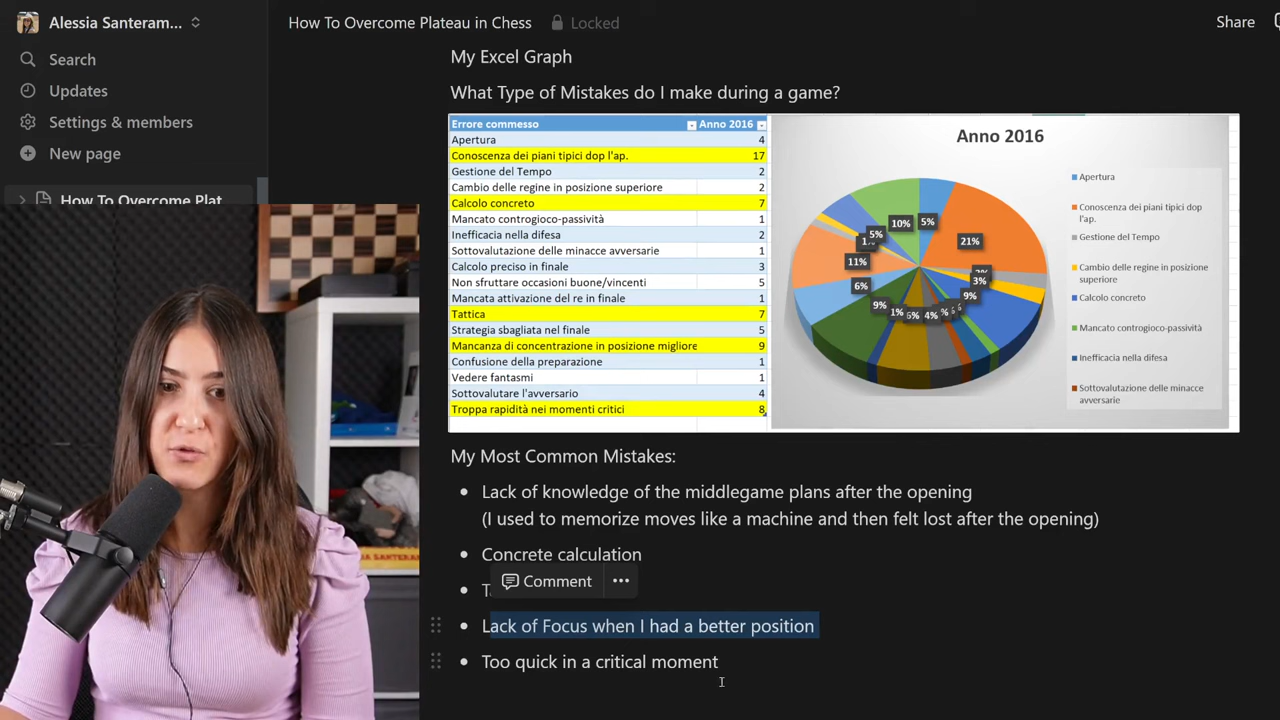 Alessia Santeram...
How To Overcome Plateau in Chess
Locked
Share
Search
Updates
Settings & members
New page
How To Overcome Plat
My Excel Graph
What Type of Mistakes do I make during a game?
Errore commesso Anno 2016
Apertura 4
Conoscenza dei piani tipici dop l'ap. 17
Gestione del Tempo 2
Cambio delle regine in posizione superiore 2
Calcolo concreto 7
Mancato controgioco-passività 1
Inefficacia nella difesa 2
Sottovalutazione delle minacce avversarie 1
Calcolo preciso in finale 3
Non sfruttare occasioni buone/vincenti 5
Mancata attivazione del re in finale 1
Tattica 7
Strategia sbagliata nel finale 5
Mancanza di concentrazione in posizione migliore 9
Confusione della preparazione 1
Vedere fantasmi 1
Sottovalutare l'avversario 4
Troppa rapidità nei momenti critici 8
Anno 2016
10%
5%
5%
21%
11%
3%
6%
9%
9%
1%
6%
4%
Apertura
Conoscenza dei piani tipici dop
l'ap.
Gestione del Tempo
Cambio delle regine in posizione
superiore
Calcolo concreto
Mancato controgioco-passività
Inefficacia nella difesa
Sottovalutazione delle minacce
avversarie
My Most Common Mistakes:
Lack of knowledge of the middlegame plans after the opening
(I used to memorize moves like a machine and then felt lost after the opening)
Concrete calculation
Comment
Lack of Focus when I had a better position
Too quick in a critical moment